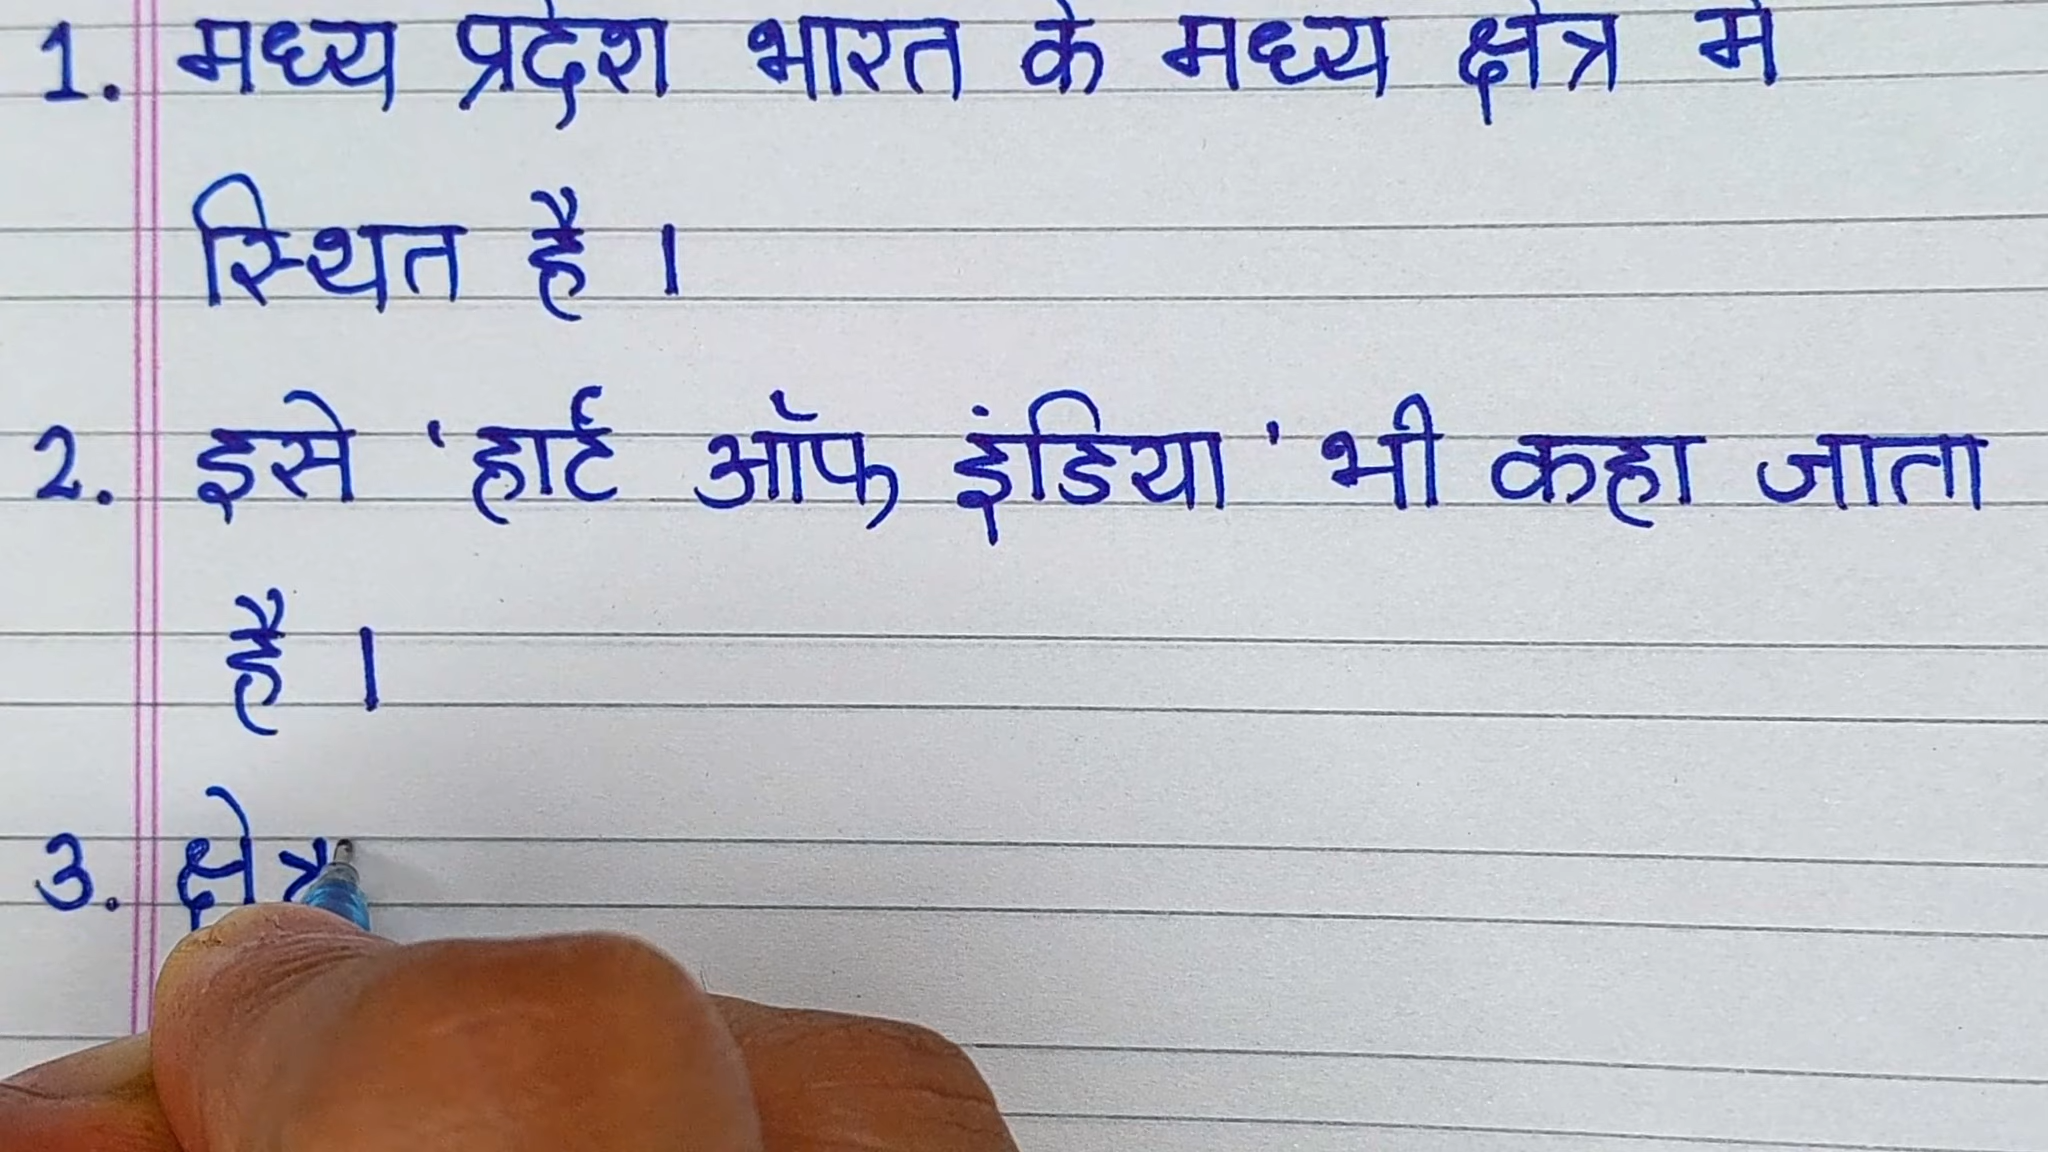 1. मध्य प्रदेश भारत के मध्य क्षेत्र में
स्थित है ।
2. इसे 'हार्ट ऑफ इंडिया' भी कहा जाता
है ।
3. क्षेत्र